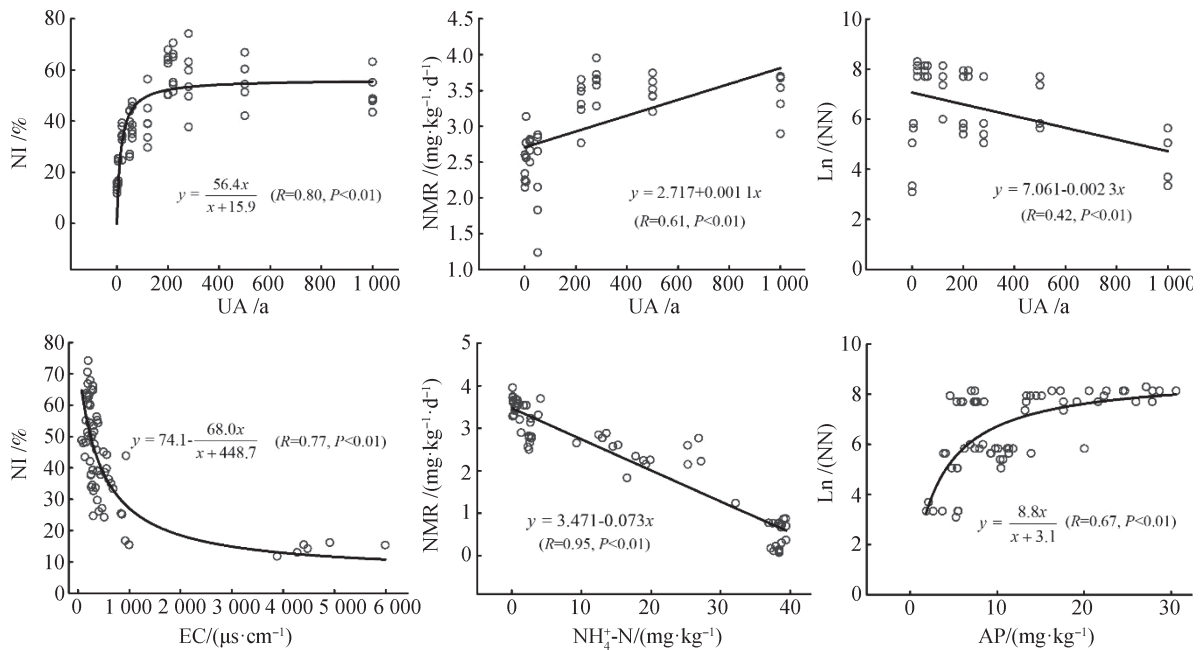 80
60
40
20
0
NI /%
y = 56.4x / x + 15.9 (R=0.80, P<0.01)
0 200 400 600 800 1 000
UA /a
4.5
4.0
3.5
3.0
2.5
2.0
1.5
1.0
NMR /(mg·kg⁻¹·d⁻¹)
y = 2.717+0.001 1x
(R=0.61, P<0.01)
0 200 400 600 800 1 000
UA /a
10
8
6
4
2
0
Ln /(NN)
y = 7.061-0.002 3x
(R=0.42, P<0.01)
0 200 400 600 800 1 000
UA /a
80
70
60
50
40
30
20
10
0
NI /%
y = 74.1- 68.0x / x + 448.7 (R=0.77, P<0.01)
0 1 000 2 000 3 000 4 000 5 000 6 000
EC/(μs·cm⁻¹)
5
4
3
2
1
0
NMR /(mg·kg⁻¹·d⁻¹)
y = 3.471-0.073x
(R=0.95, P<0.01)
0 10 20 30 40
NH₄⁺-N/(mg·kg⁻¹)
10
8
6
4
2
0
Ln /(NN)
y = 8.8x / x + 3.1 (R=0.67, P<0.01)
0 10 20 30
AP/(mg·kg⁻¹)